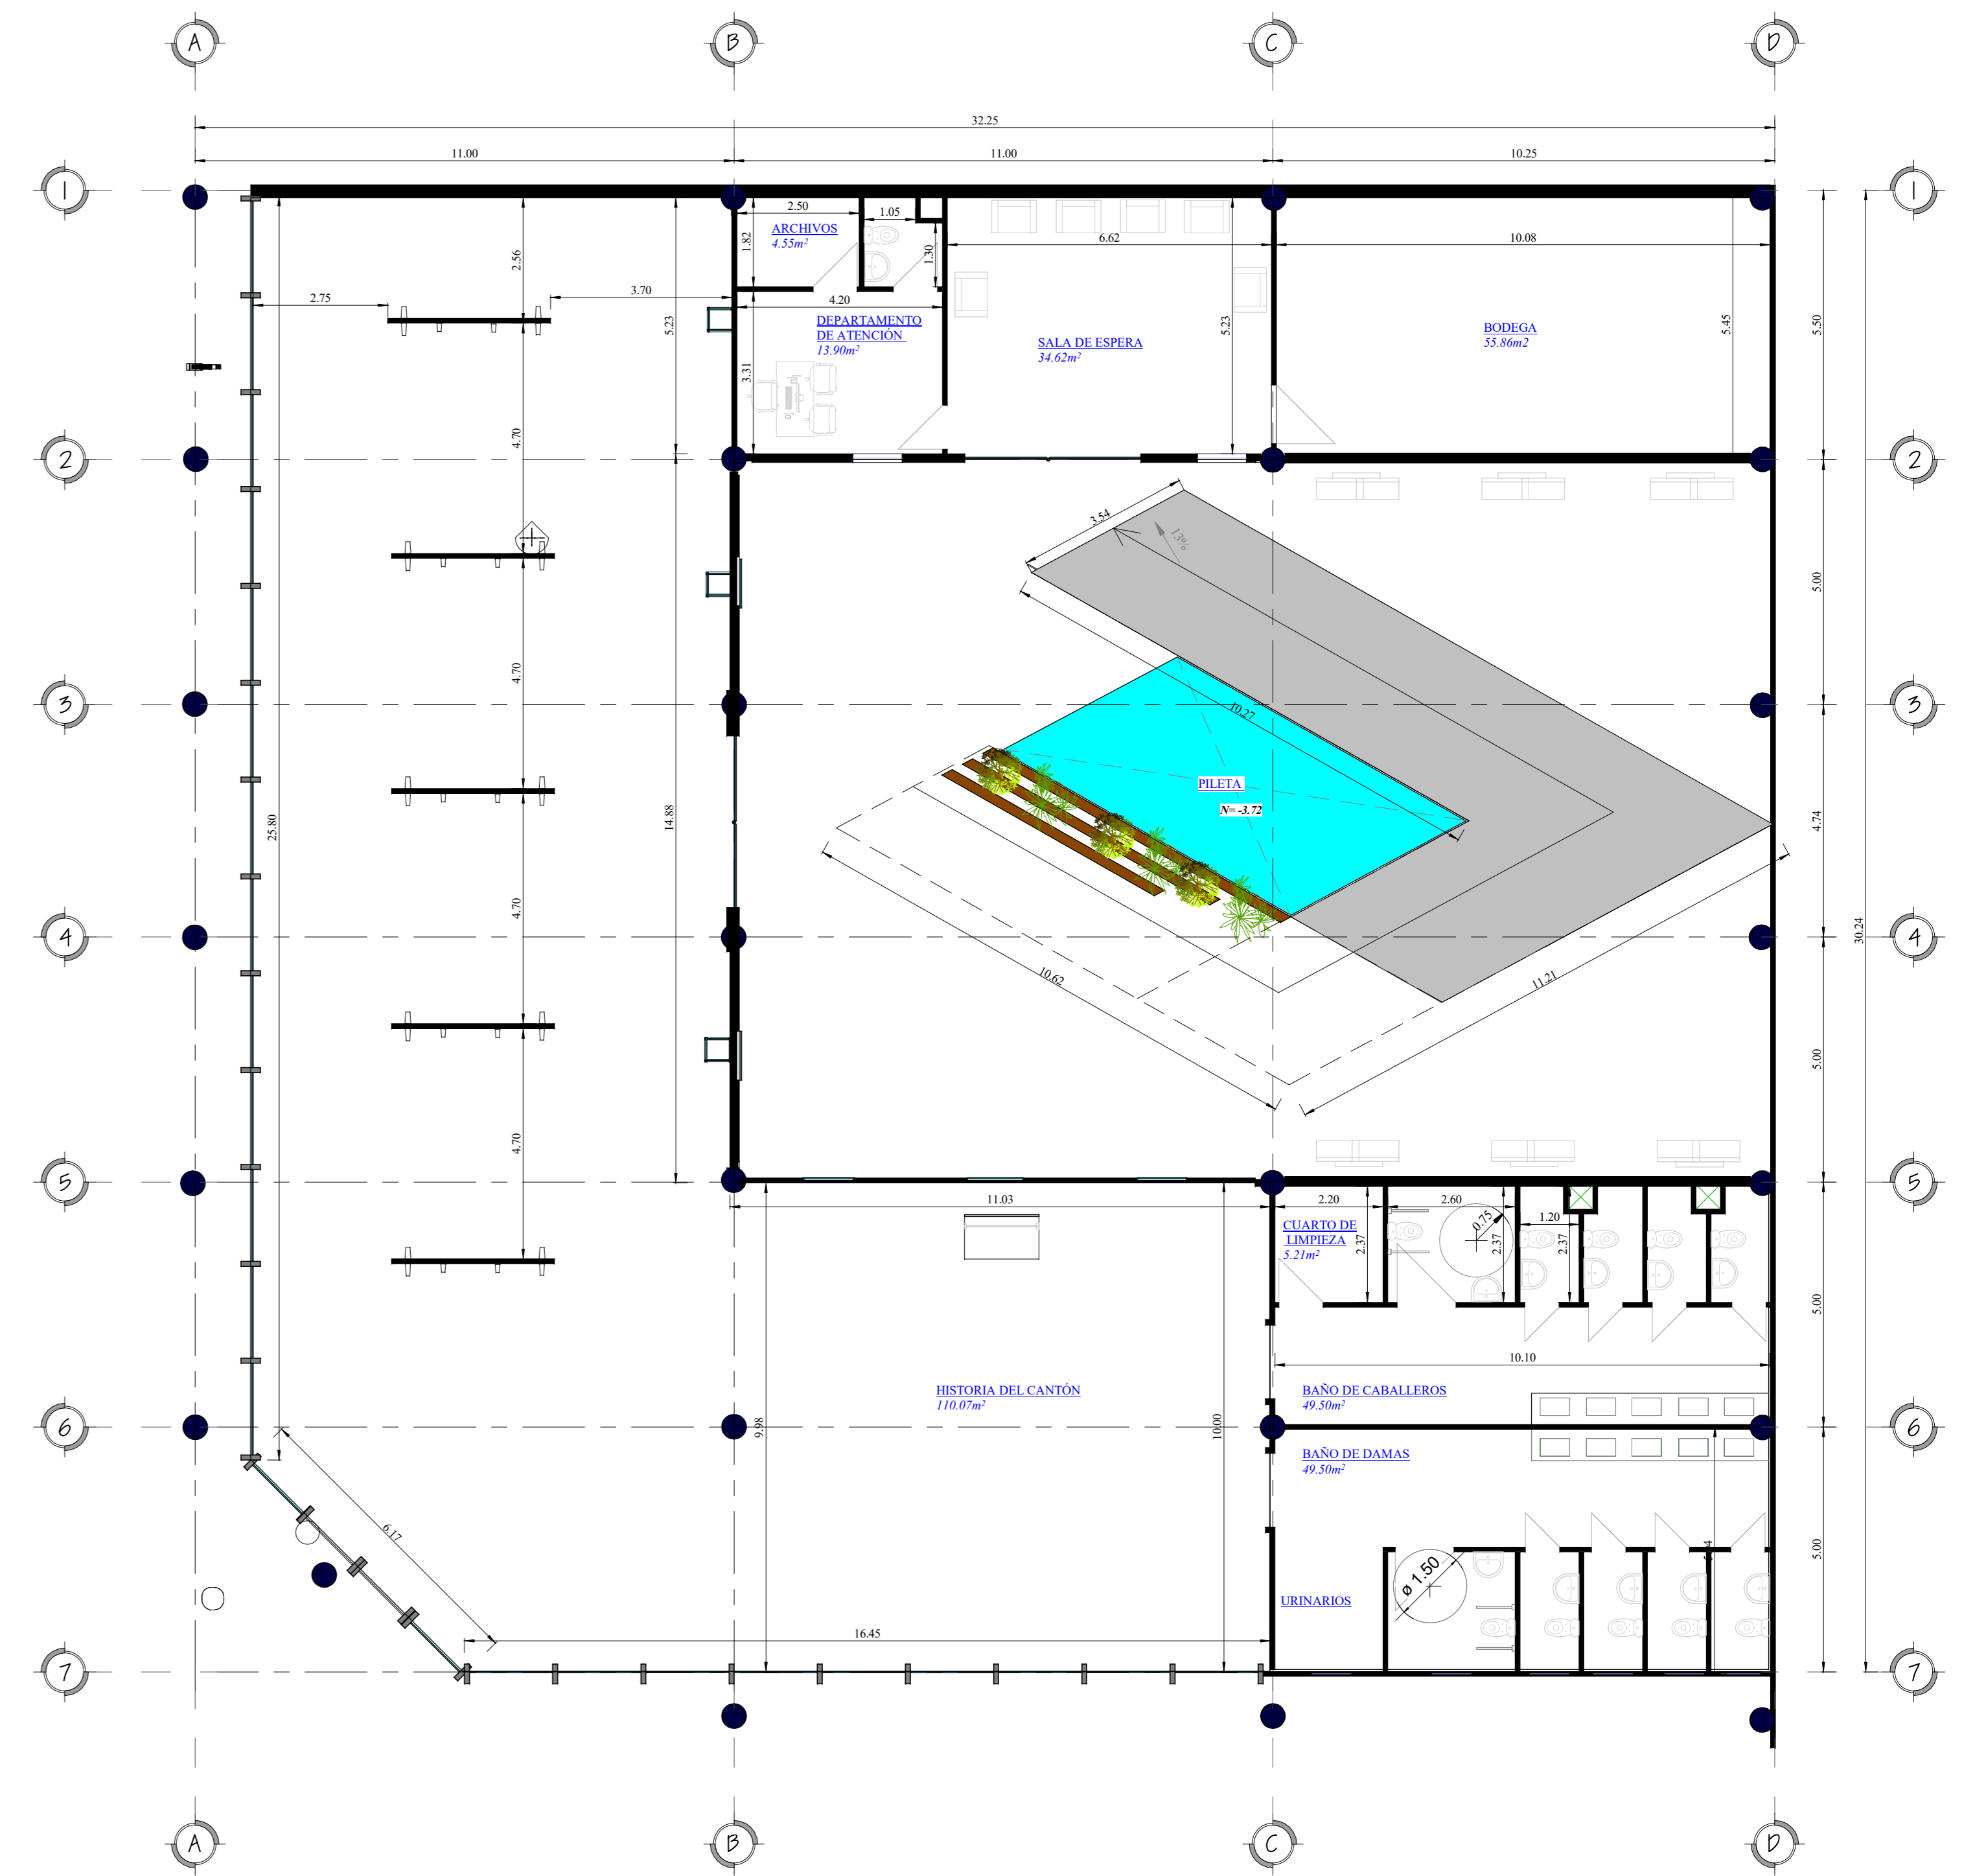 A
B
C
D
32.25
11.00
11.00
10.25
1
1
2.50
1.05
ARCHIVOS
4.55m²
1.82
1.30
6.62
10.08
2.56
2.75
3.70
4.20
5.23
DEPARTAMENTO
DE ATENCIÓN
13.90m²
3.31
SALA DE ESPERA
34.62m²
5.23
BODEGA
55.86m2
5.45
5.50
2
2
4.70
3.54
13%
5.00
4.70
3
3
10.27
PILETA
N= -3.72
25.80
14.88
4.74
4.70
4
4
30.24
10.62
11.21
4.70
5.00
5
5
11.03
2.20
2.60
1.20
0.75
CUARTO DE
LIMPIEZA
5.21m²
2.37
2.37
2.37
5.00
10.10
HISTORIA DEL CANTÓN
110.07m²
BAÑO DE CABALLEROS
49.50m²
6
6
9.98
10.00
BAÑO DE DAMAS
49.50m²
6.17
5.00
ø 1.50
URINARIOS
16.45
7
7
A
B
C
D